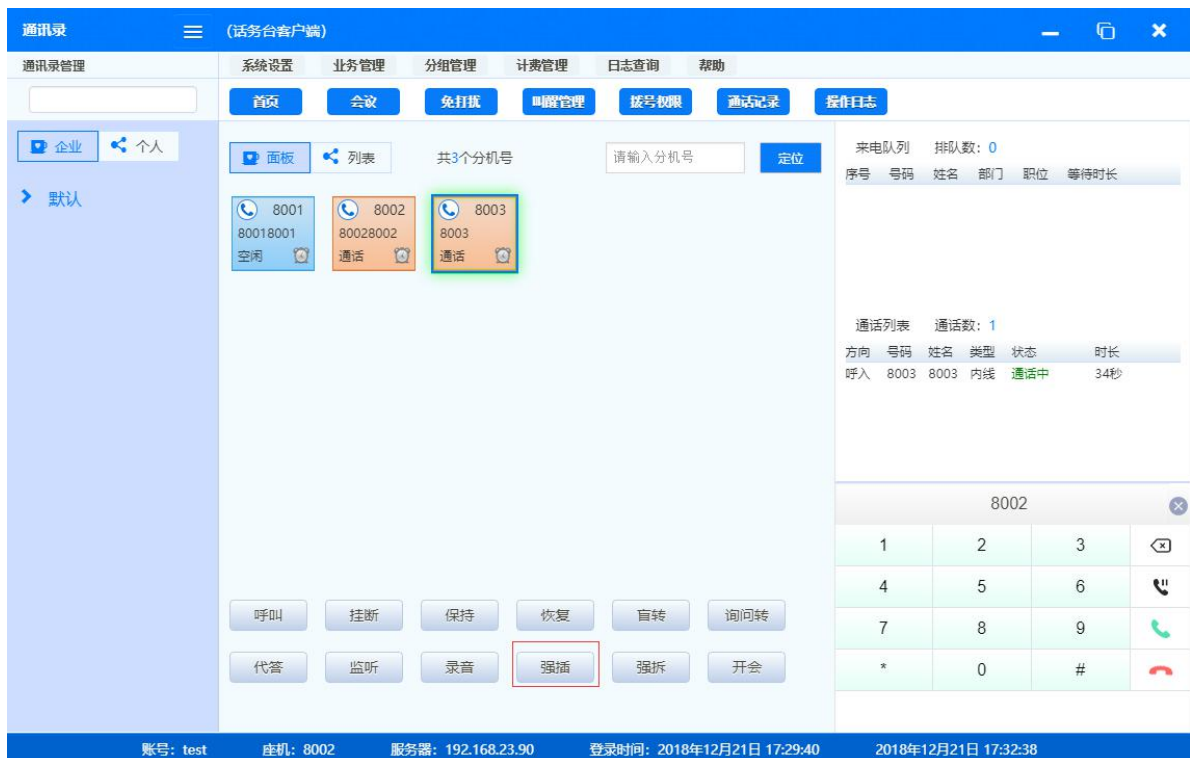 通讯录 (话务台客户端)
通讯录管理 系统设置 业务管理 分组管理 计费管理 日志查询 帮助
首页 会议 免打扰 叫醒管理 拨号权限 通话记录 操作日志
企业 个人
默认
面板 列表 共3个分机号 请输入分机号 定位
8001
80018001
空闲
8002
80028002
通话
8003
8003
通话
来电队列 排队数: 0
序号 号码 姓名 部门 职位 等待时长
通话列表 通话数: 1
方向 号码 姓名 类型 状态 时长
呼入 8003 8003 内线 通话中 34秒
8002
1 2 3
4 5 6
7 8 9
* 0 #
呼叫 挂断 保持 恢复 盲转 询问转
代答 监听 录音 强插 强拆 开会
账号: test 座机: 8002 服务器: 192.168.23.90 登录时间: 2018年12月21日 17:29:40 2018年12月21日 17:32:38